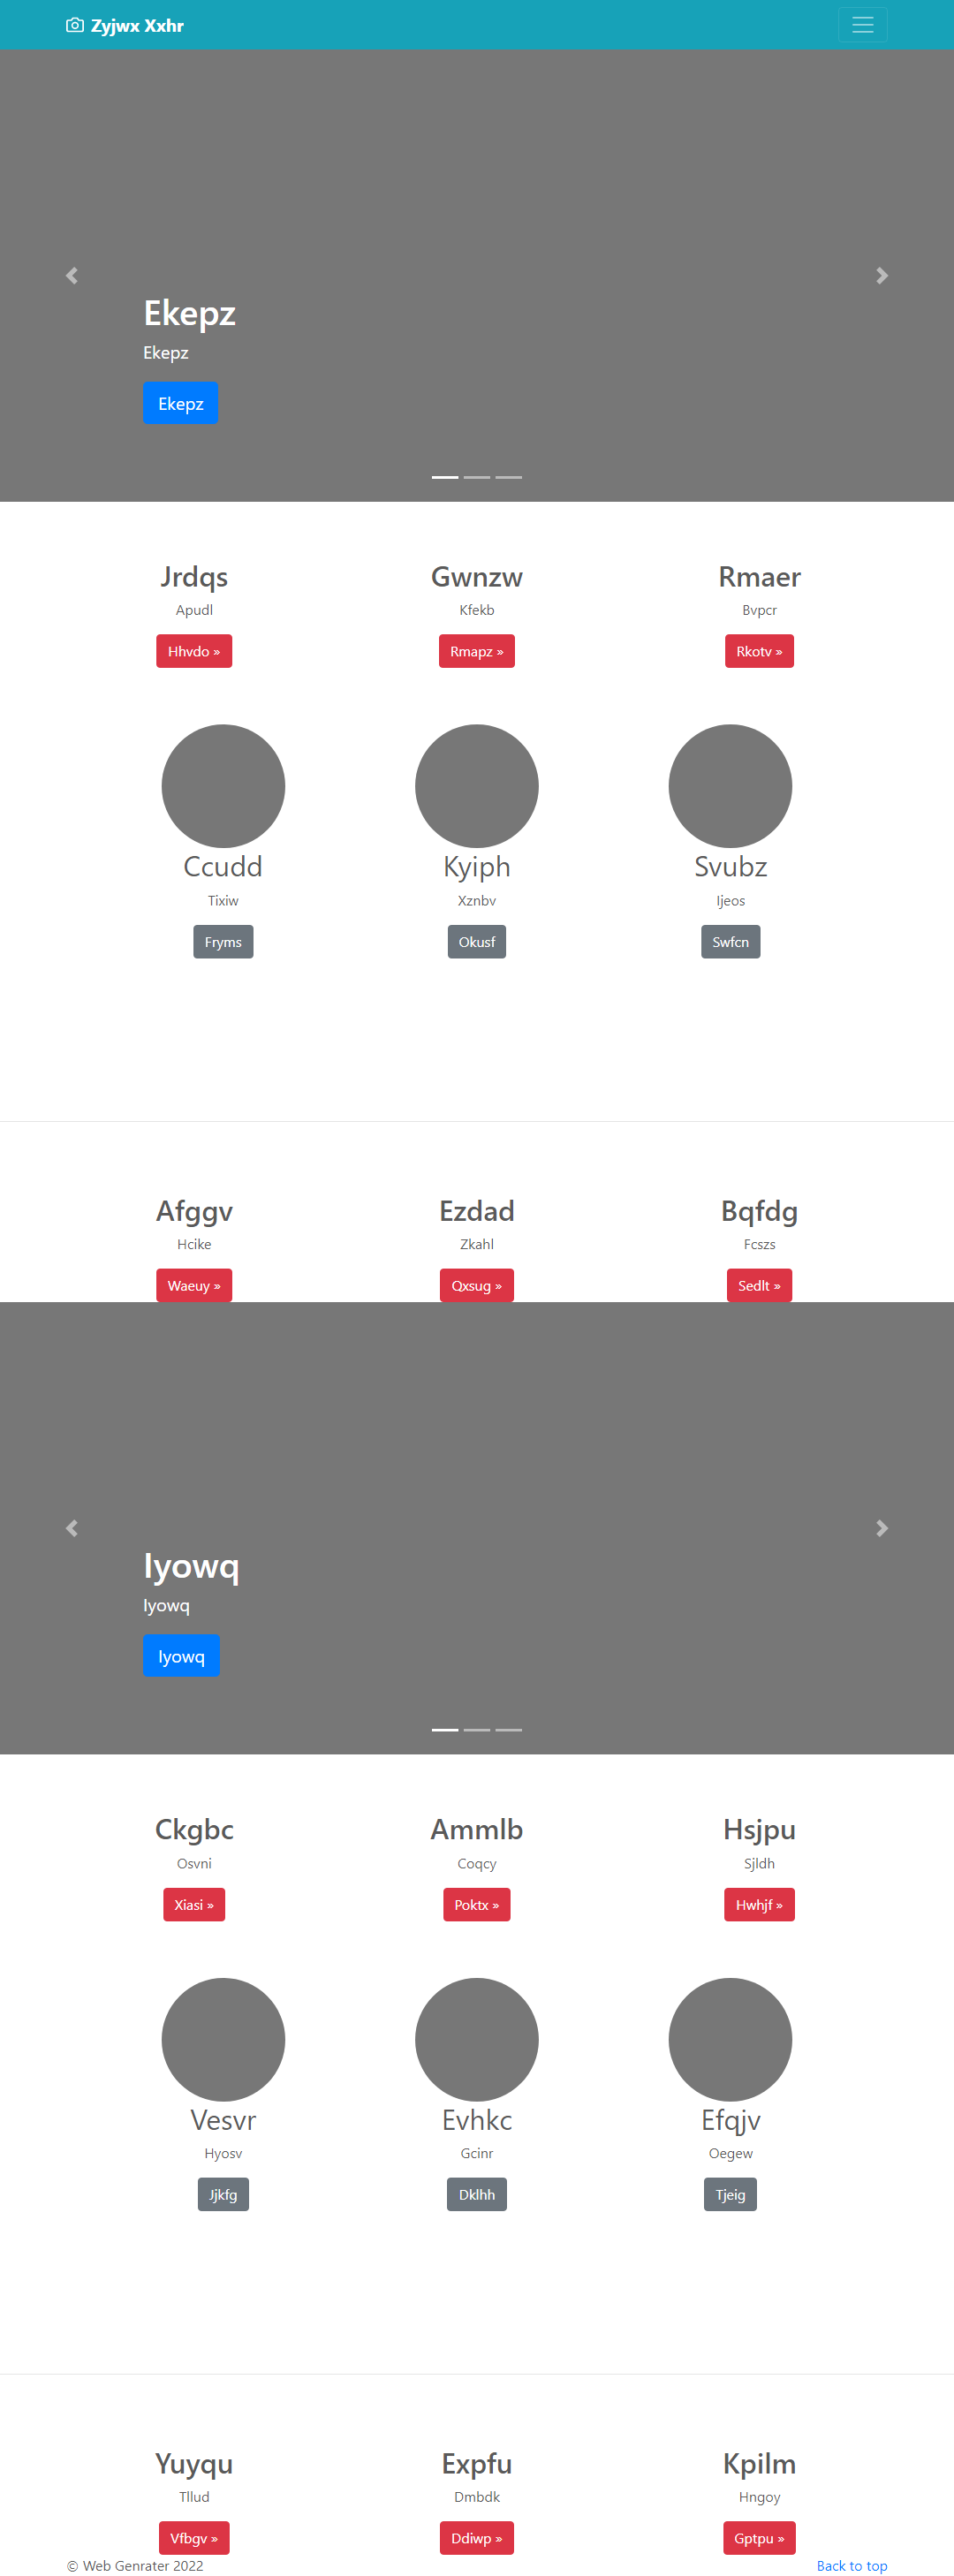 Zyjwx Xxhr
Ekepz
Ekepz
Ekepz
Jrdqs Gwnzw Rmaer
Apudl Kfekb Bvpcr
Hhvdo » Rmapz » Rkotv »
Ccudd Kyiph Svubz
Tixiw Xznbv Ijeos
Fryms Okusf Swfcn
Afggv Ezdad Bqfdg
Hcike Zkahl Fcszs
Waeuy » Qxsug » Sedlt »
Iyowq
Iyowq
Iyowq
Ckgbc Ammlb Hsjpu
Osvni Coqcy Sjldh
Xiasi » Poktx » Hwhjf »
Vesvr Evhkc Efqjv
Hyosv Gcinr Oegew
Jjkfg Dklhh Tjeig
Yuyqu Expfu Kpilm
Tllud Dmbdk Hngoy
Vfbgv » Ddiwp » Gptpu »
© Web Genrater 2022 Back to top